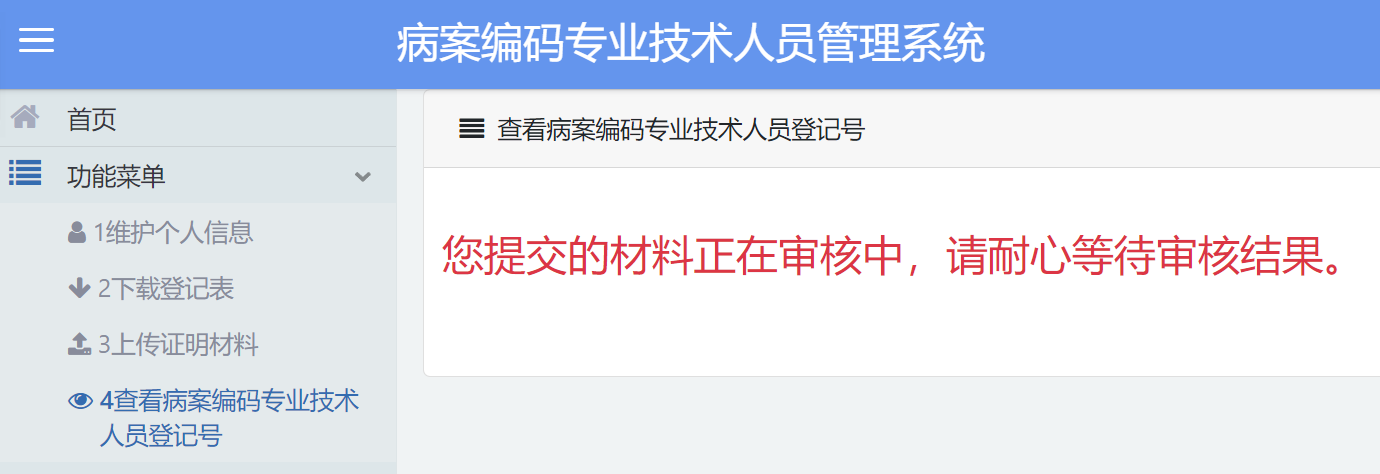 病案编码专业技术人员管理系统
首页
功能菜单
1维护个人信息
2下载登记表
3上传证明材料
4查看病案编码专业技术
人员登记号
查看病案编码专业技术人员登记号
您提交的材料正在审核中，请耐心等待审核结果。